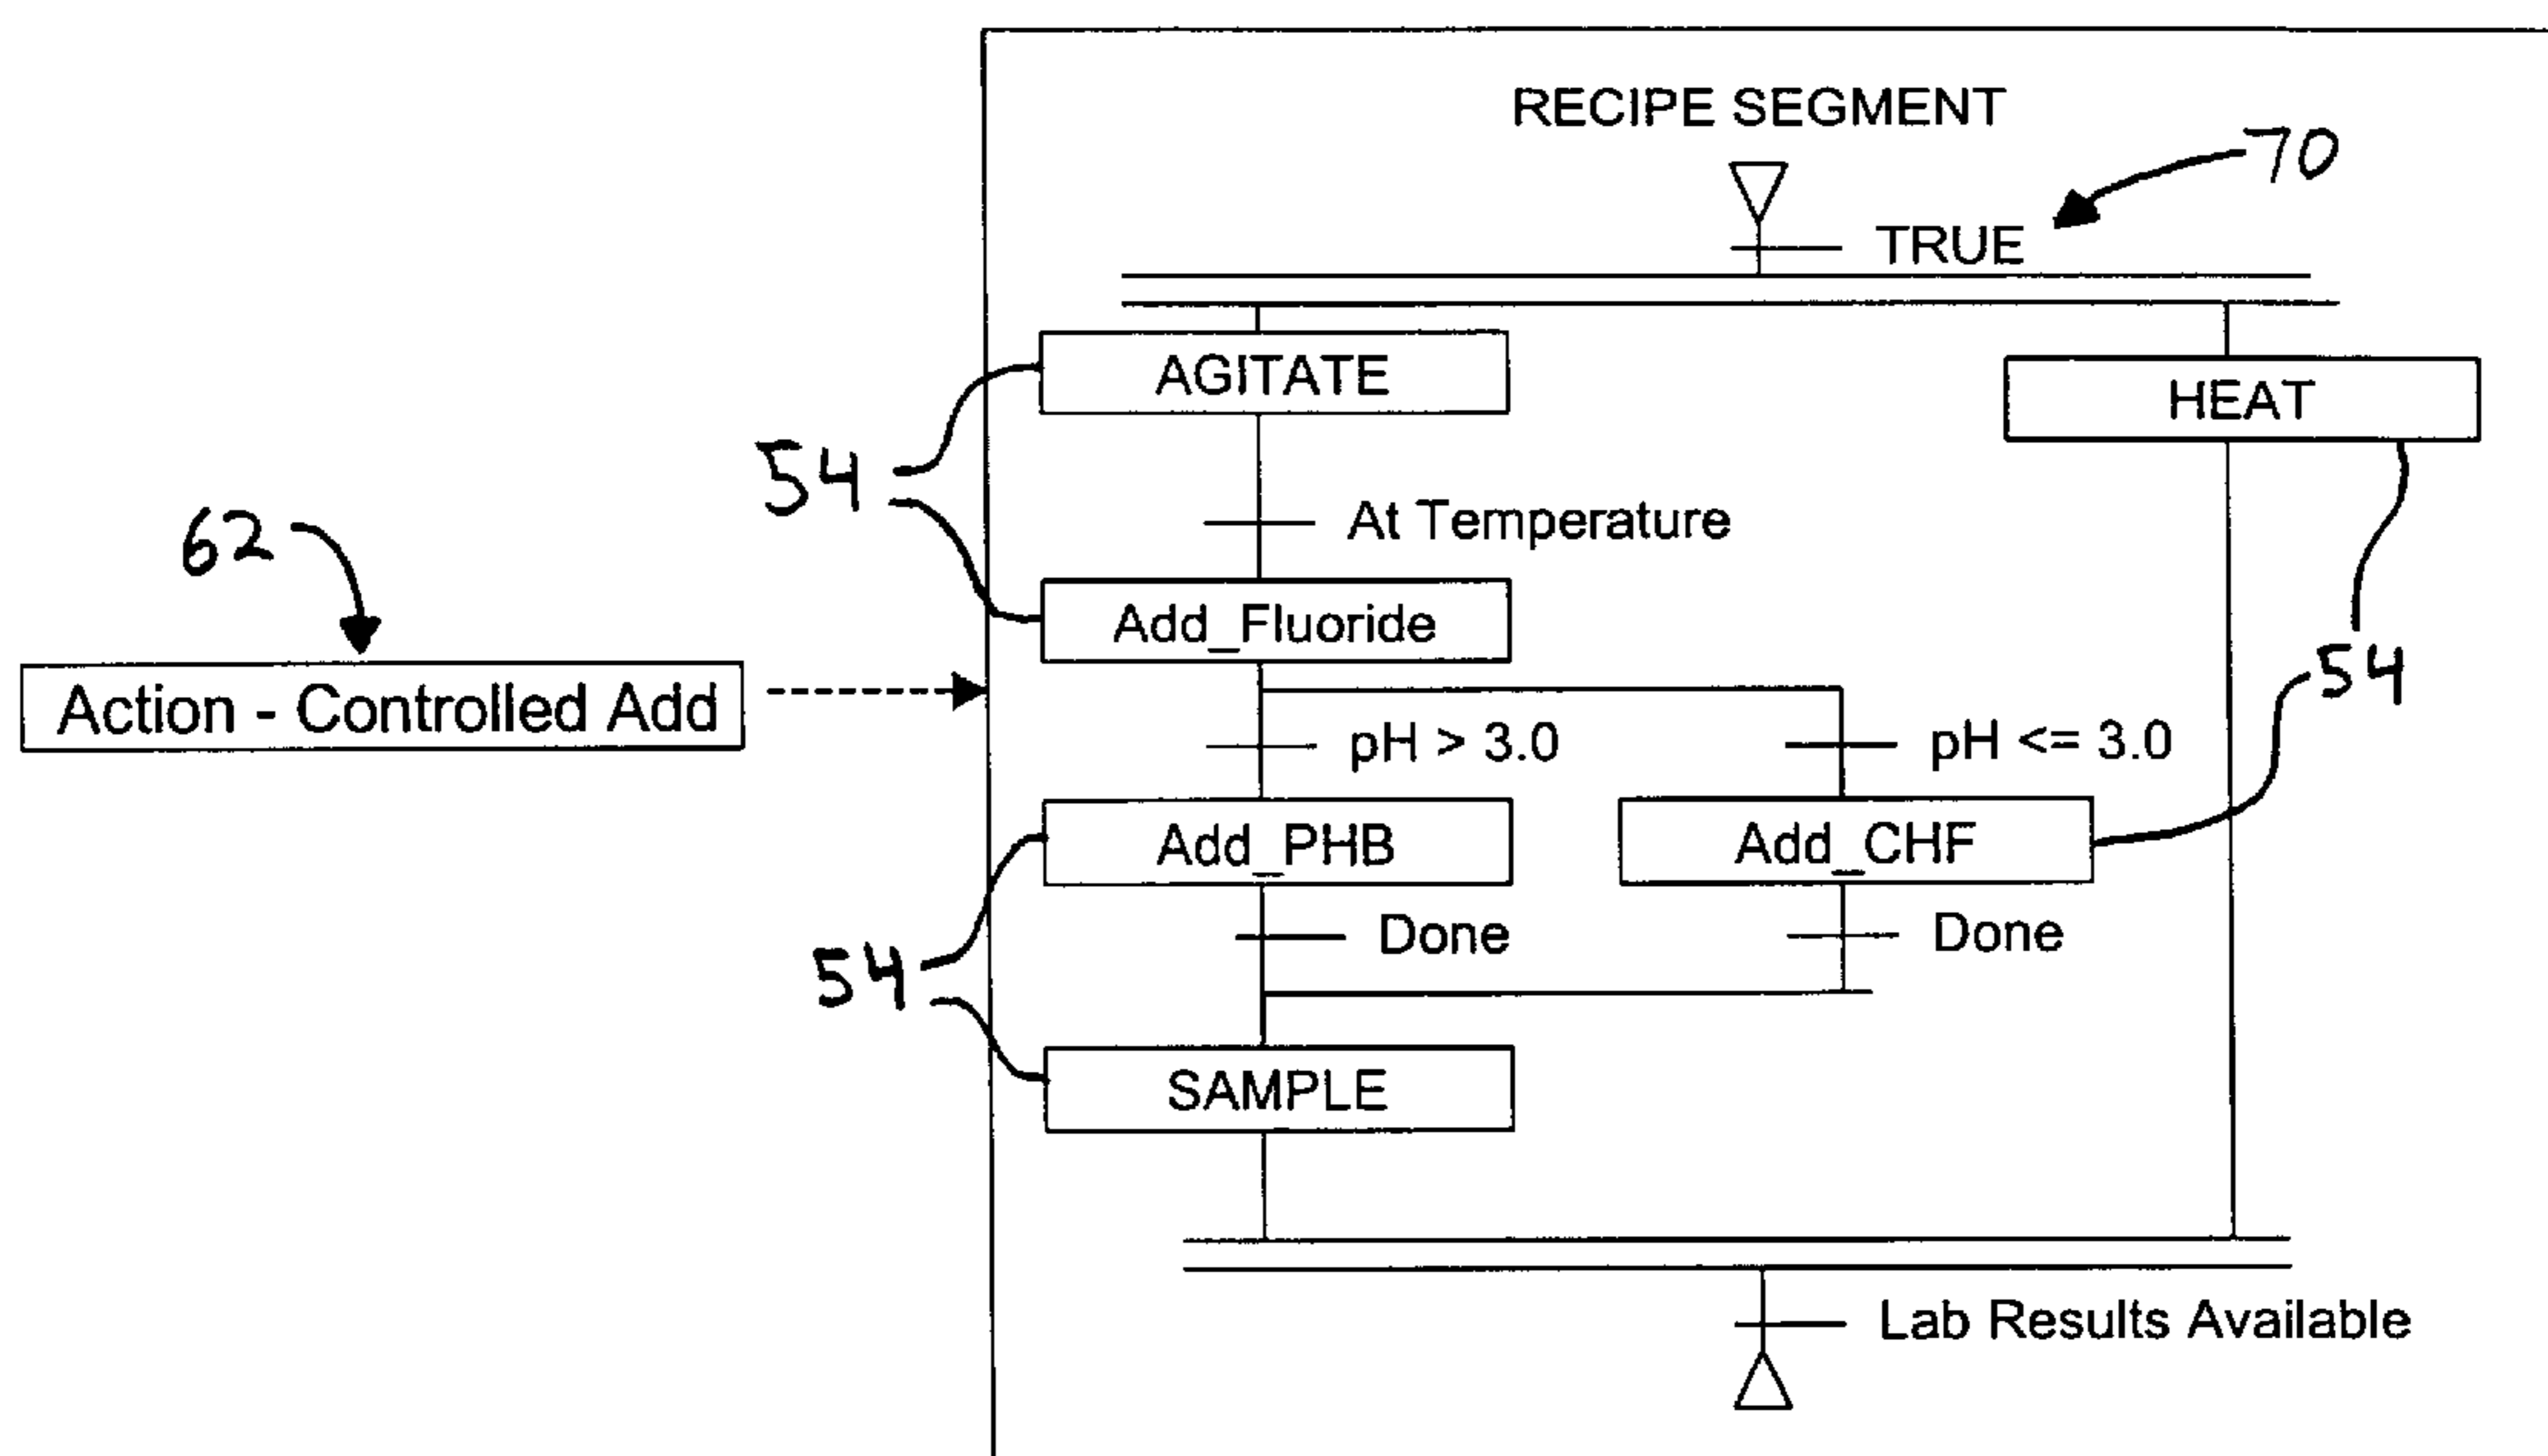 RECIPE SEGMENT
70
TRUE
AGITATE
HEAT
54
At Temperature
62
Add_Fluoride
54
Action - Controlled Add
pH > 3.0
pH <= 3.0
Add_PHB
Add_CHF
Done
Done
54
SAMPLE
Lab Results Available